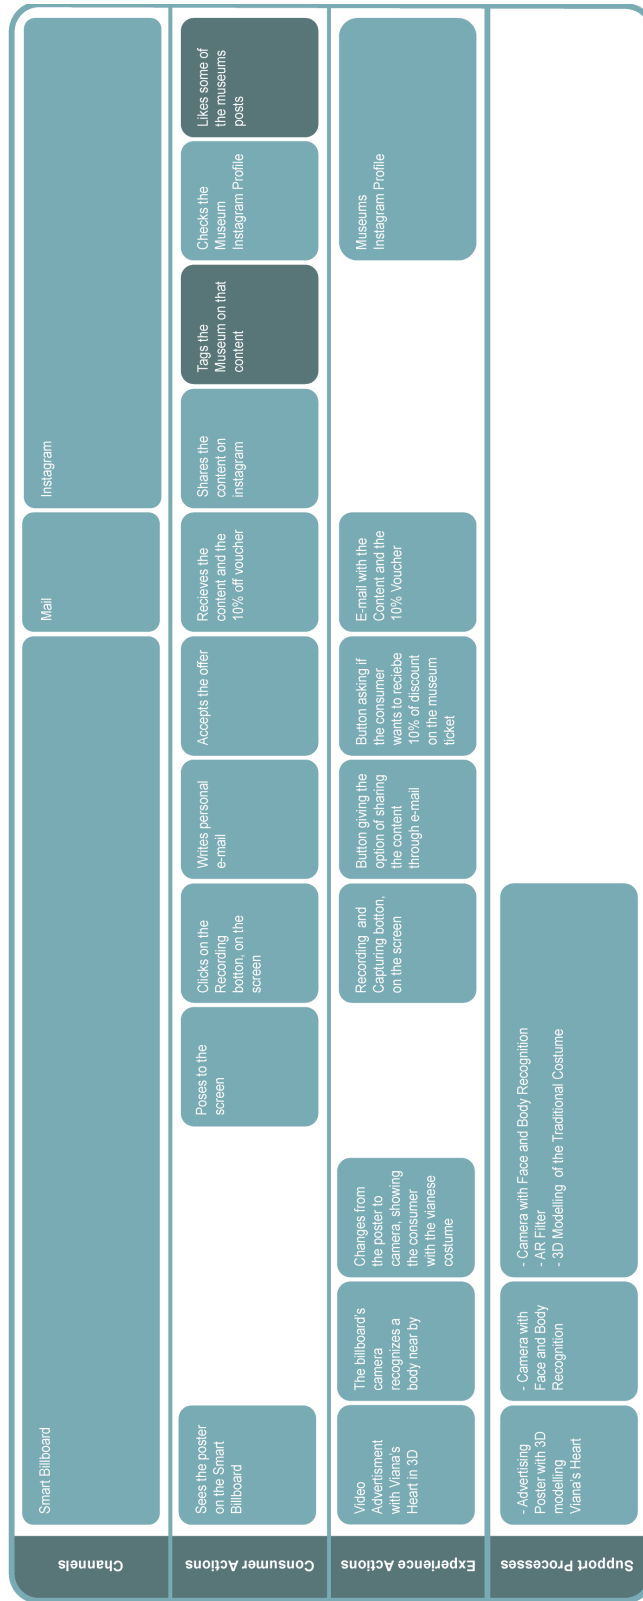 Channels
Smart Billboard
Mail
Instagram
Consumer Actions
Sees the poster
on the Smart
Billboard
Poses to the
screen
Clicks on the
Recording
botton, on the
screen
Writes personal
e-mail
Accepts the offer
Recieves the
content and the
10% off voucher
Shares the
content on
instagram
Tags the
Museum on that
content
Checks the
Museum
Instagram Profile
Likes some of
the museums
posts
Experience Actions
Video
Advertisment
with Viana's
Heart in 3D
The billboard's
camera
recognizes a
body near by
Changes from
the poster to
camera, showing
the consumer
with the vianese
costume
Recording and
Capturing botton,
on the screen
Button giving the
option of sharing
the content
through e-mail
Button asking if
the consumer
wants to reciebe
10% of discount
on the museum
ticket
E-mail with the
Content and the
10% Voucher
Museums
Instagram Profile
Support Processes
- Advertising
Poster with 3D
modelling
Viana's Heart
- Camera with
Face and Body
Recognition
- Camera with Face and Body Recognition
- AR Filter
- 3D Modelling of the Traditional Costume